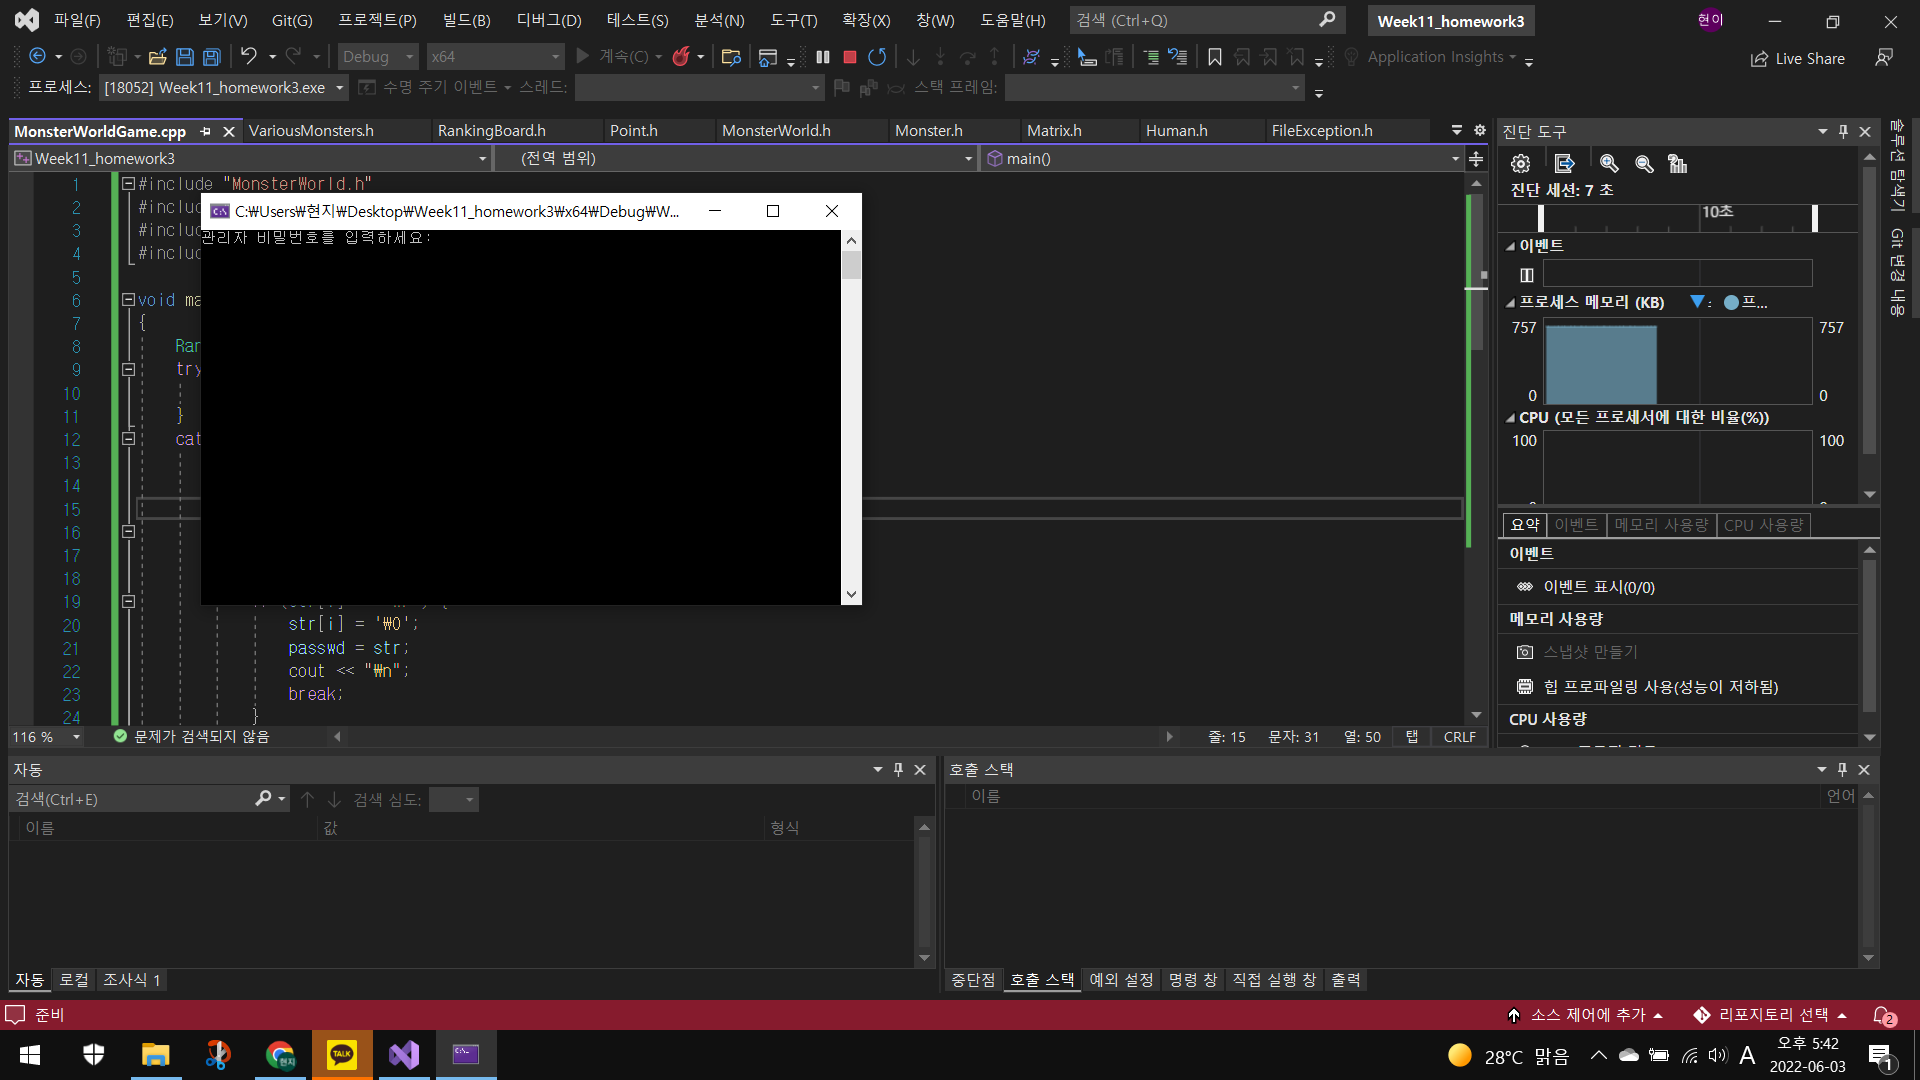 파일(F) 편집(E) 보기(V) Git(G) 프로젝트(P) 빌드(B) 디버그(D) 테스트(S) 분석(N) 도구(T) 확장(X) 창(W) 도움말(H) 검색 (Ctrl+Q) Week11_homework3 현이
Debug x64 계속(C) Application Insights Live Share
프로세스: [18052] Week11_homework3.exe 수명 주기 이벤트 스레드: 스택 프레임:
MonsterWorldGame.cpp VariousMonsters.h RankingBoard.h Point.h MonsterWorld.h Monster.h Matrix.h Human.h FileException.h
Week11_homework3 (전역 범위) main()
1 #include "MonsterWorld.h"
2 #inclu
3 #inclu
4 #inclu
5
6 void ma
7 {
8 Ran
9 try
10
11 }
12 cat
13
14
15
16
17
18
19
20 str[i] = '₩0';
21 passwd = str;
22 cout << "₩n";
23 break;
24 }
C:₩Users₩현지₩Desktop₩Week11_homework3₩x64₩Debug₩W...
관리자 비밀번호를 입력하세요:
116 % 문제가 검색되지 않음 줄: 15 문자: 31 열: 50 탭 CRLF
진단 도구
진단 세션: 7 초
10초
이벤트
프로세스 메모리 (KB) 프...
757 757
0 0
CPU (모든 프로세서에 대한 비율(%))
100 100
요약 이벤트 메모리 사용량 CPU 사용량
이벤트
이벤트 표시(0/0)
메모리 사용량
스냅샷 만들기
힙 프로파일링 사용(성능이 저하됨)
CPU 사용량
솔루션 탐색기
Git 변경 내용
자동
검색(Ctrl+E) 검색 심도:
이름 값 형식
자동 로컬 조사식 1
호출 스택
이름 언어
중단점 호출 스택 예외 설정 명령 창 직접 실행 창 출력
준비 소스 제어에 추가 리포지토리 선택 2
TALK 현지 28°C 맑음 A 오후 5:42
2022-06-03 1